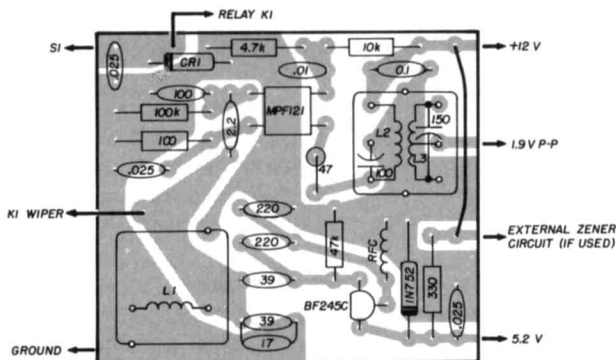 RELAY K1
S1
+12 V
.025
CR1
4.7k
10k
.01
0.1
100
100k
100
2.2
MPF121
L2
L3
150
100
1.9V P-P
47
.025
K1 WIPER
220
220
47k
RFC
EXTERNAL ZENER
CIRCUIT (IF USED)
L1
39
BF245C
1N752
330
.025
39
17
GROUND
5.2 V